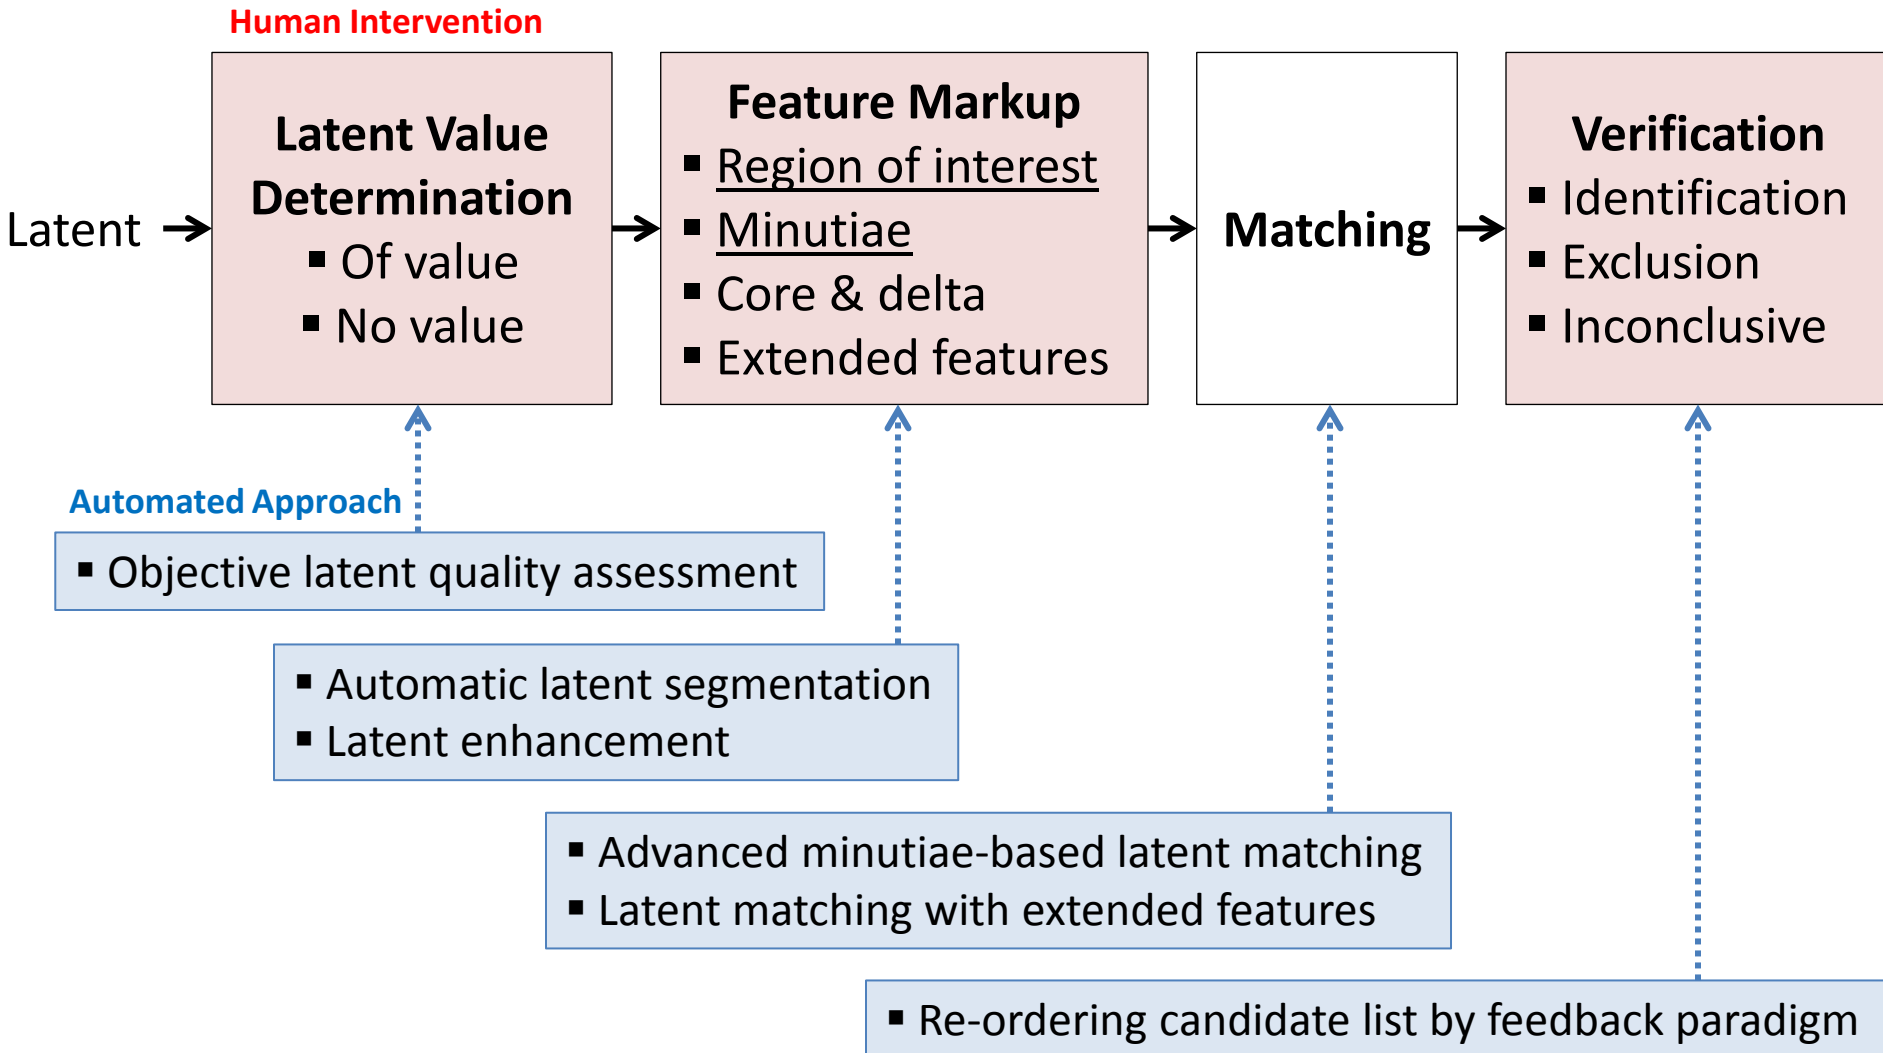 Human Intervention
Latent
Latent Value
Determination
▪ Of value
▪ No value
Feature Markup
▪ Region of interest
▪ Minutiae
▪ Core & delta
▪ Extended features
Matching
Verification
▪ Identification
▪ Exclusion
▪ Inconclusive
Automated Approach
▪ Objective latent quality assessment
▪ Automatic latent segmentation
▪ Latent enhancement
▪ Advanced minutiae-based latent matching
▪ Latent matching with extended features
▪ Re-ordering candidate list by feedback paradigm